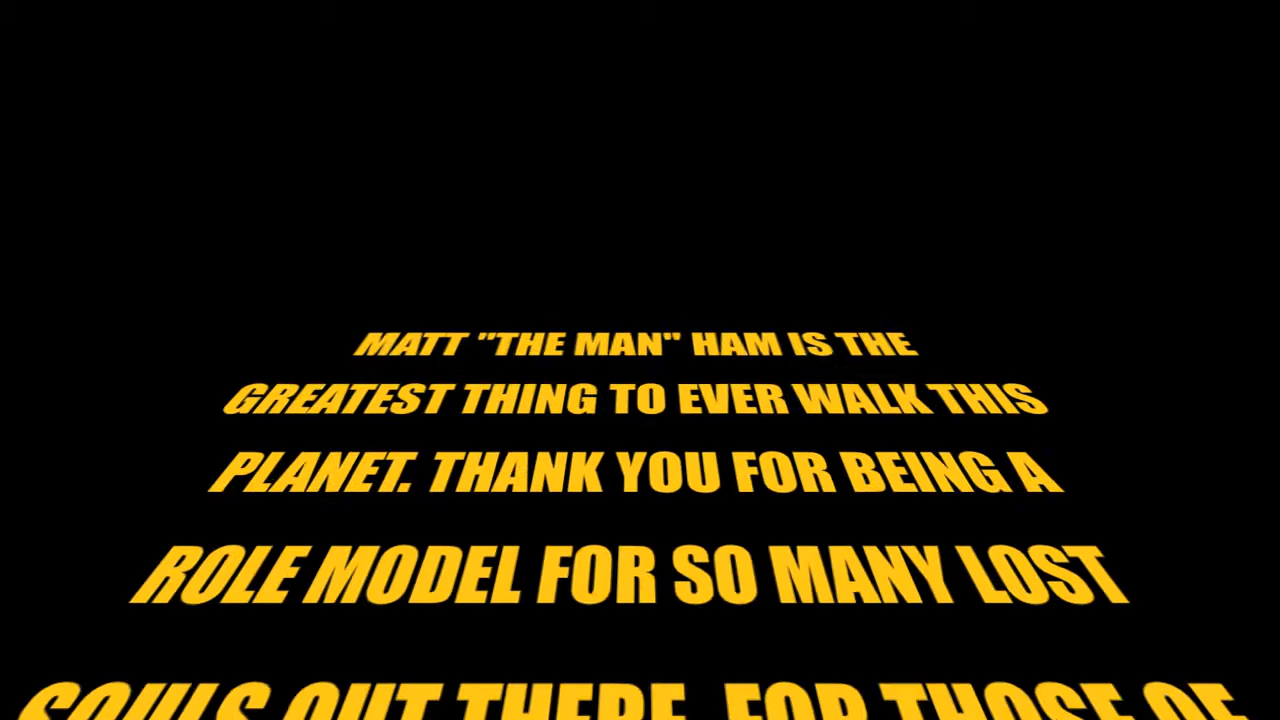 MATT "THE MAN" HAM IS THE
GREATEST THING TO EVER WALK THIS
PLANET. THANK YOU FOR BEING A
ROLE MODEL FOR SO MANY LOST
SOULS OUT THERE. FOR THOSE OF